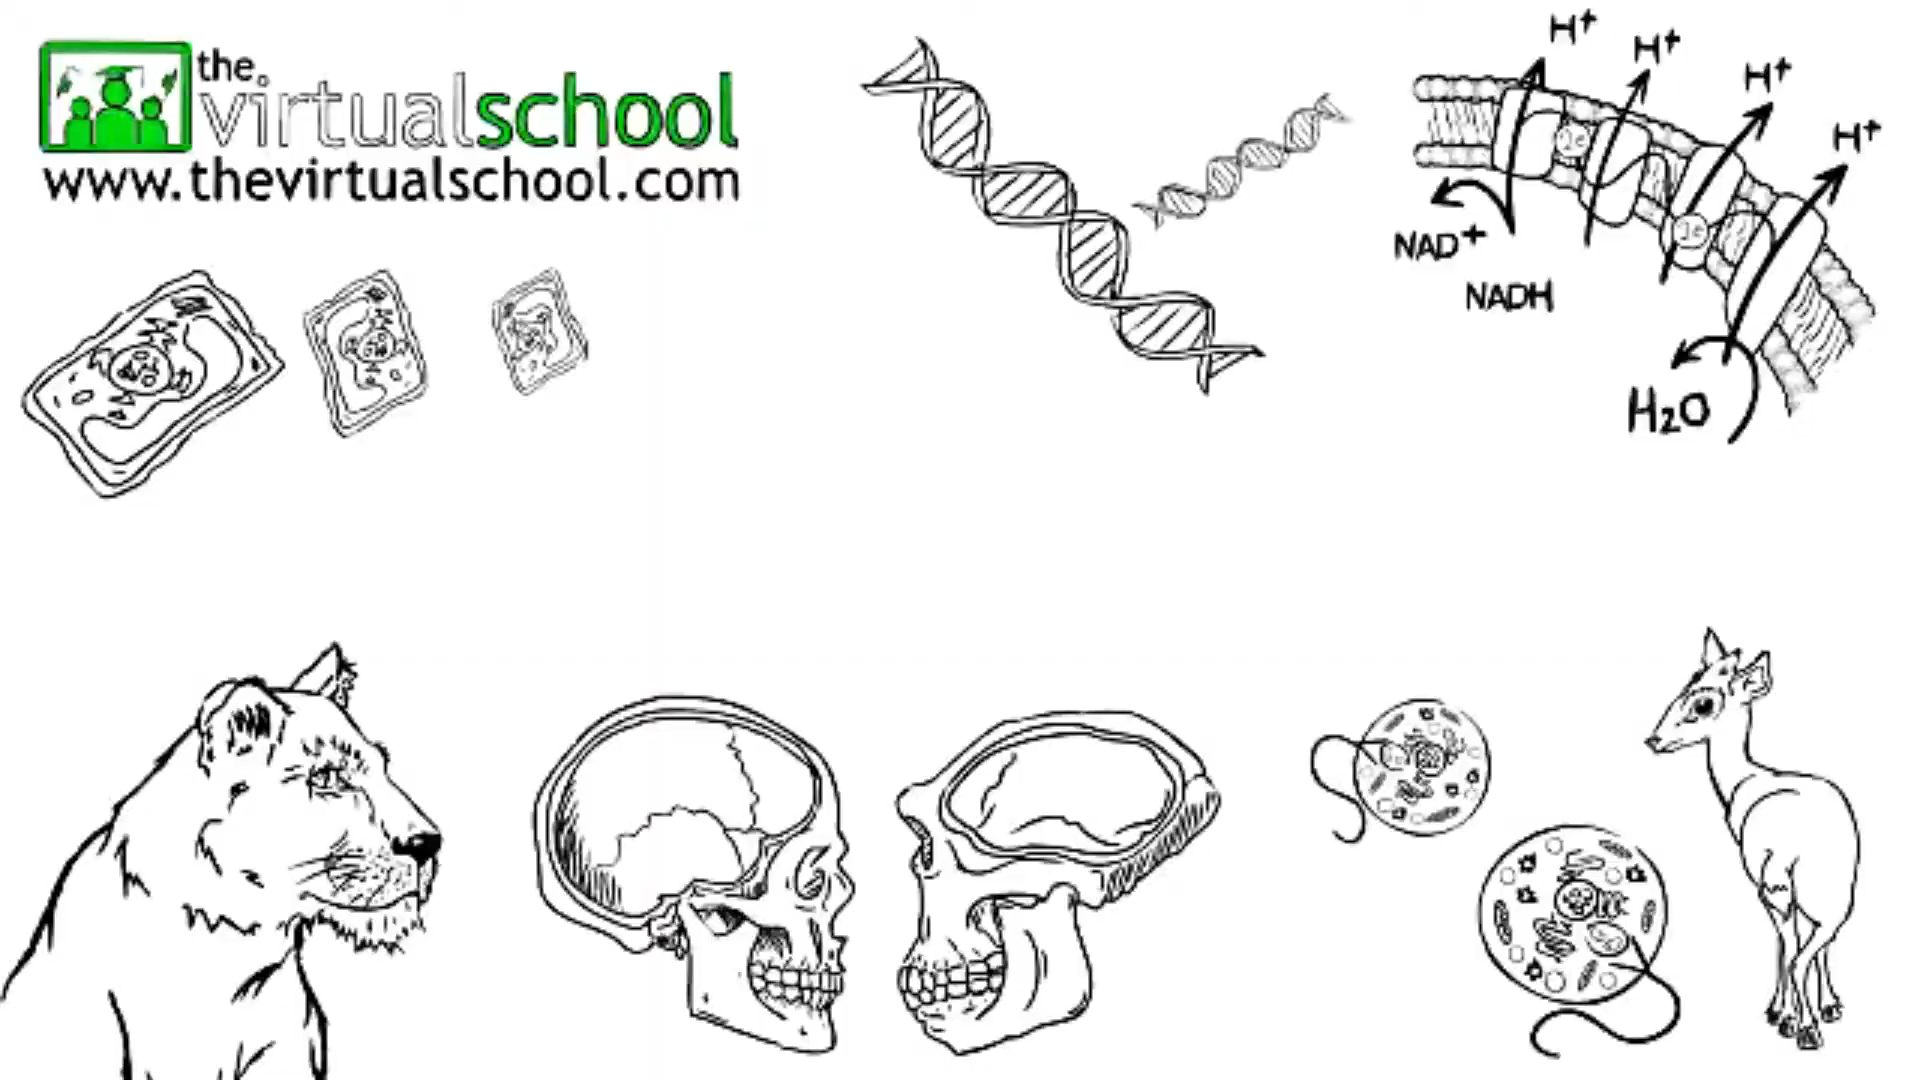 the
virtualschool
www.thevirtualschool.com
H+
H+
H+
H+
NAD+
NADH
H2O